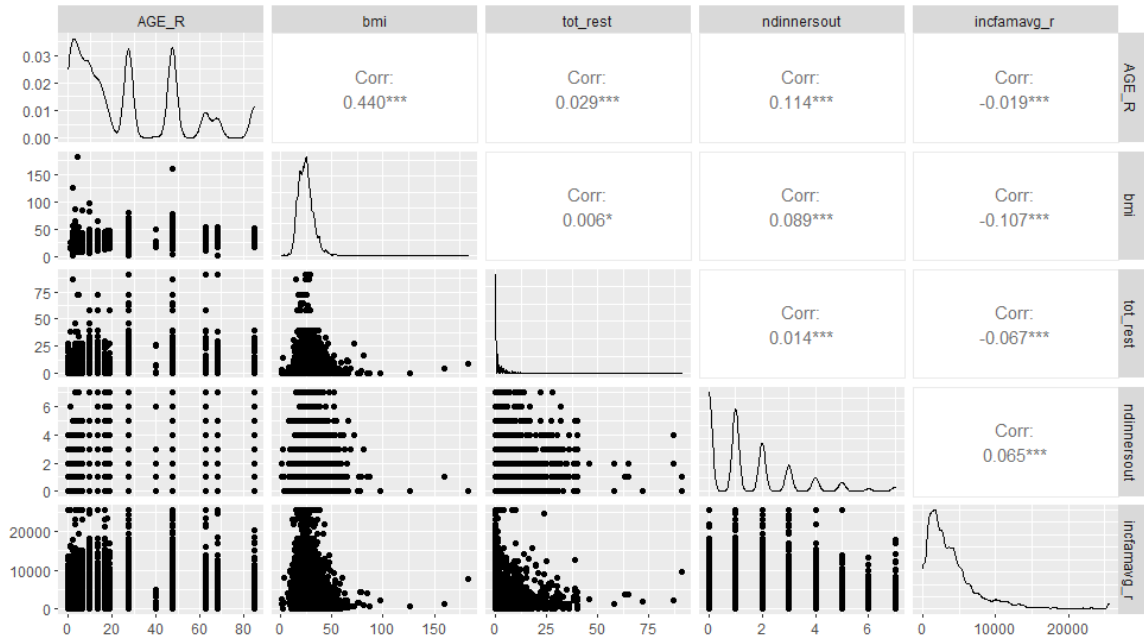 AGE_R bmi tot_rest ndinnersout incfamavg_r
0.03
0.02
0.01
0.00
Corr:
0.440***
Corr:
0.029***
Corr:
0.114***
Corr:
-0.019***
AGE_R
150
100
50
0
Corr:
0.006*
Corr:
0.089***
Corr:
-0.107***
bmi
75
50
25
0
Corr:
0.014***
Corr:
-0.067***
tot_rest
6
4
2
0
Corr:
0.065***
ndinnersout
20000
10000
0
incfamavg_r
0 20 40 60 80 0 50 100 150 0 25 50 75 0 2 4 6 0 10000 20000